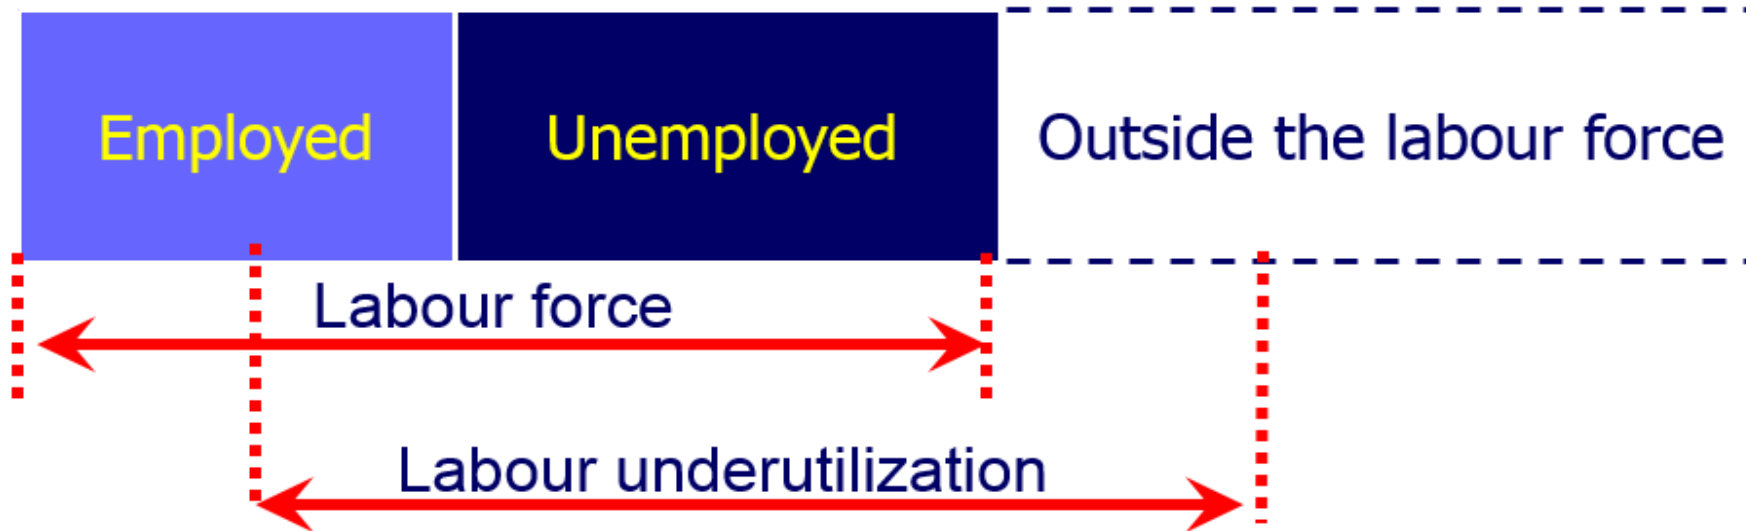 Employed
Unemployed
Outside the labour force
Labour force
Labour underutilization